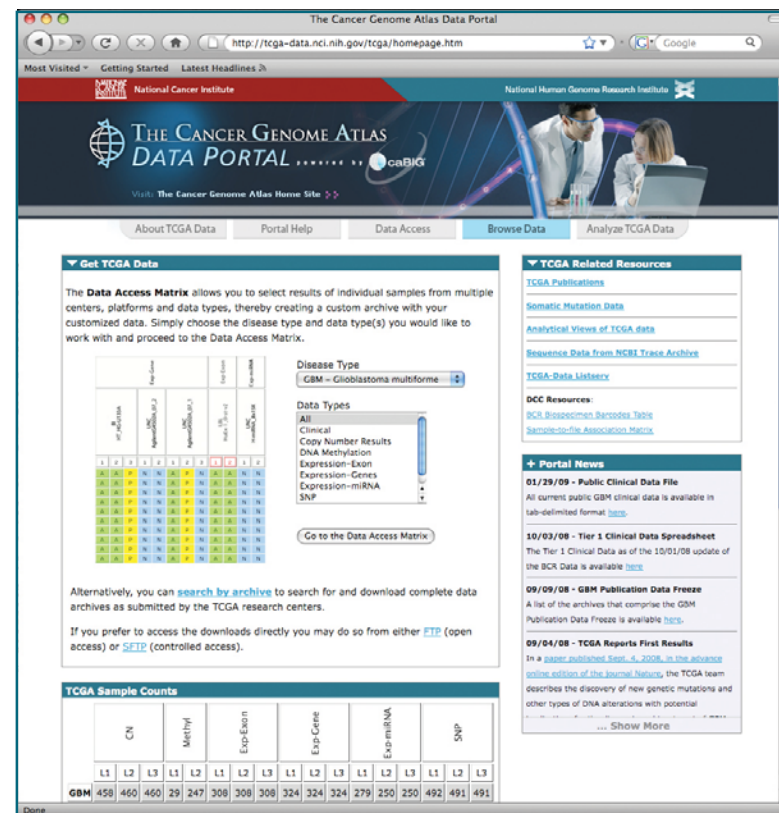 The Cancer Genome Atlas Data Portal
http://tcga-data.nci.nih.gov/tcga/homepage.htm
Google
Most Visited Getting Started Latest Headlines
National Cancer Institute
National Human Genome Research Institute
THE CANCER GENOME ATLAS
DATA PORTAL powered by caBIG
Visit: The Cancer Genome Atlas Home Site
About TCGA Data Portal Help Data Access Browse Data Analyze TCGA Data
Get TCGA Data
The Data Access Matrix allows you to select results of individual samples from multiple
centers, platforms and data types, thereby creating a custom archive with your
customized data. Simply choose the disease type and data type(s) you would like to
work with and proceed to the Data Access Matrix.
Disease Type
GBM - Glioblastoma multiforme
Data Types
All
Clinical
Copy Number Results
DNA Methylation
Expression-Exon
Expression-Genes
Expression-miRNA
SNP
Go to the Data Access Matrix
Alternatively, you can search by archive to search for and download complete data
archives as submitted by the TCGA research centers.
If you prefer to access the downloads directly you may do so from either FTP (open
access) or SFTP (controlled access).
TCGA Sample Counts
CN Methyl Exp-Exon Exp-Gene Exp-miRNA SNP
L1 L2 L3 L1 L2 L1 L2 L3 L1 L2 L3 L1 L2 L3 L1 L2 L3
GBM 458 460 460 29 247 308 308 308 324 324 324 279 250 250 492 491 491
TCGA Related Resources
TCGA Publications
Somatic Mutation Data
Analytical Views of TCGA data
Sequence Data from NCBI Trace Archive
TCGA-Data Listserv
DCC Resources:
BCR Biospecimen Barcodes Table
Sample-to-file Association Matrix
+ Portal News
01/29/09 - Public Clinical Data File
All current public GBM clinical data is available in
tab-delimited format here.
10/03/08 - Tier 1 Clinical Data Spreadsheet
The Tier 1 Clinical Data as of the 10/01/08 update of
the BCR Data is available here
09/09/08 - GBM Publication Data Freeze
A list of the archives that comprise the GBM
Publication Data Freeze is available here.
09/04/08 - TCGA Reports First Results
In a paper published Sept. 4, 2008, in the advance
online edition of the journal Nature, the TCGA team
describes the discovery of new genetic mutations and
other types of DNA alterations with potential
... Show More
Done